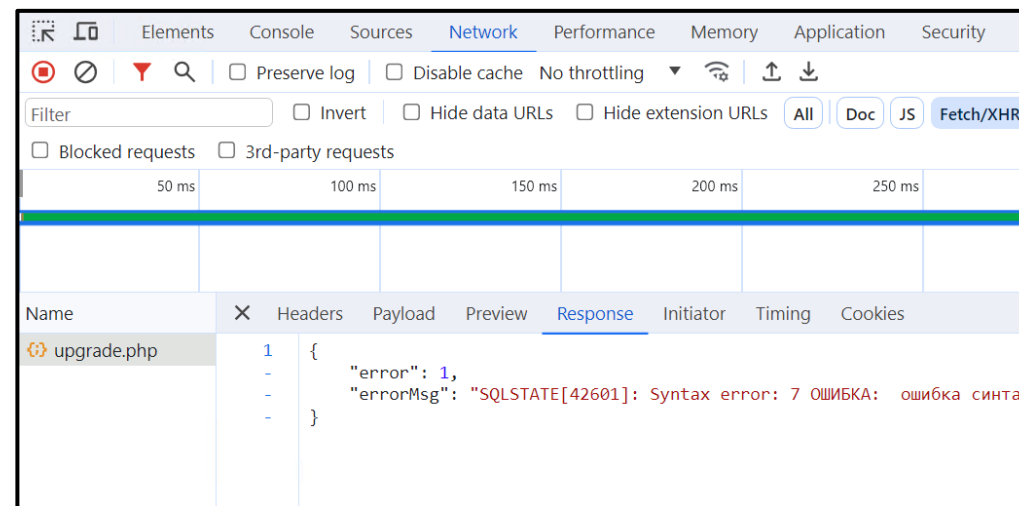 Elements Console Sources Network Performance Memory Application Security
Preserve log Disable cache No throttling
Filter Invert Hide data URLs Hide extension URLs All Doc JS Fetch/XHR
Blocked requests 3rd-party requests
50 ms 100 ms 150 ms 200 ms 250 ms
Name Headers Payload Preview Response Initiator Timing Cookies
{;} upgrade.php 1 {
- "error": 1,
- "errorMsg": "SQLSTATE[42601]: Syntax error: 7 ОШИБКА:  ошибка синта
- }